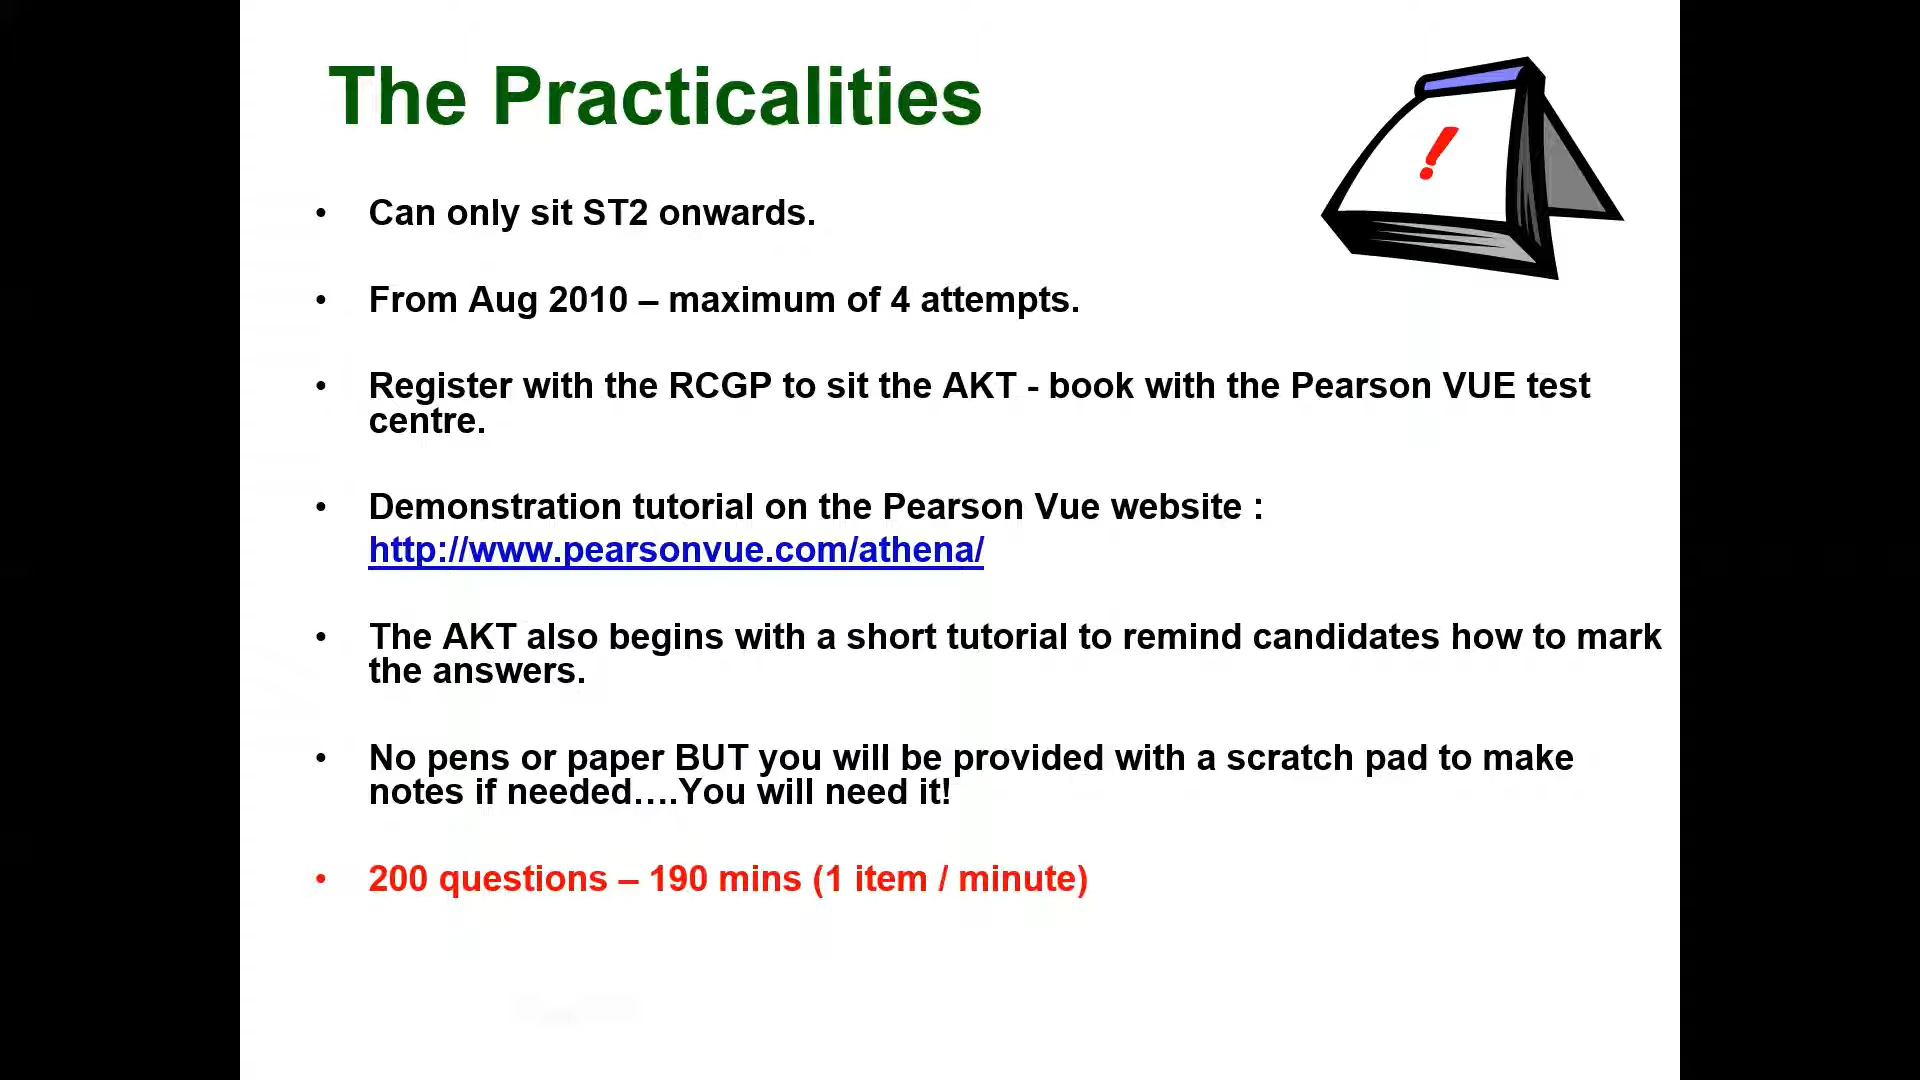 The Practicalities
!
• Can only sit ST2 onwards.
• From Aug 2010 – maximum of 4 attempts.
• Register with the RCGP to sit the AKT - book with the Pearson VUE test
centre.
• Demonstration tutorial on the Pearson Vue website :
http://www.pearsonvue.com/athena/
• The AKT also begins with a short tutorial to remind candidates how to mark
the answers.
• No pens or paper BUT you will be provided with a scratch pad to make
notes if needed….You will need it!
• 200 questions – 190 mins (1 item / minute)